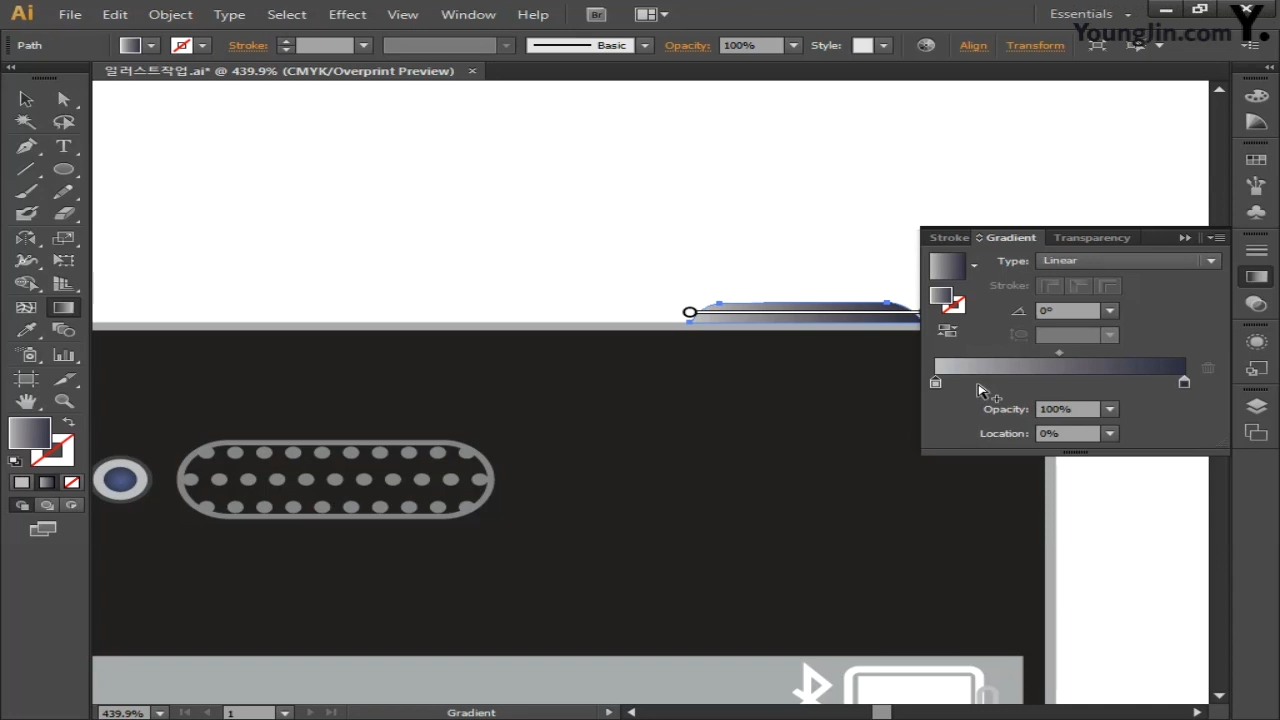 Ai File Edit Object Type Select Effect View Window Help Br Essentials
YoungJin.com Y.
Path Stroke: Basic Opacity: 100% Style: Align Transform
일러스트작업.ai* @ 439.9% (CMYK/Overprint Preview) ×
Stroke Gradient Transparency
Type: Linear
Stroke:
0°
Opacity: 100%
Location: 0%
439.9% 1 Gradient